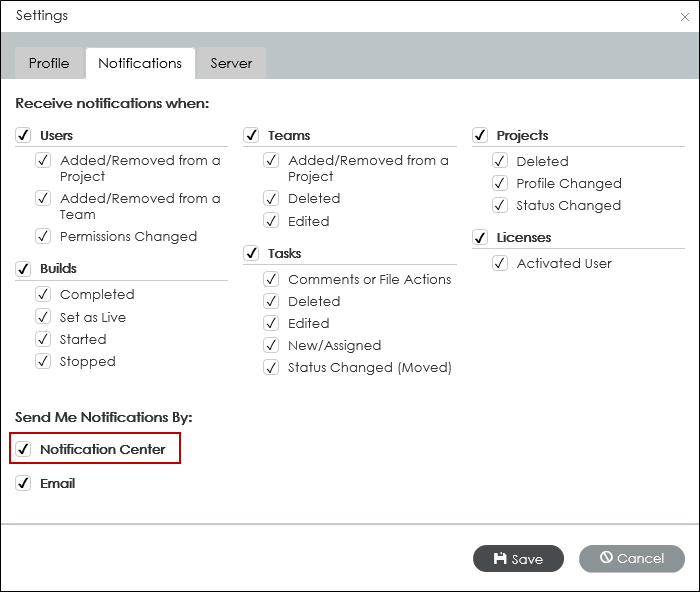 Settings
Profile
Notifications
Server
Receive notifications when:
Users
Added/Removed from a
Project
Added/Removed from a
Team
Permissions Changed
Builds
Completed
Set as Live
Started
Stopped
Teams
Added/Removed from a
Project
Deleted
Edited
Tasks
Comments or File Actions
Deleted
Edited
New/Assigned
Status Changed (Moved)
Projects
Deleted
Profile Changed
Status Changed
Licenses
Activated User
Send Me Notifications By:
Notification Center
Email
Save
Cancel